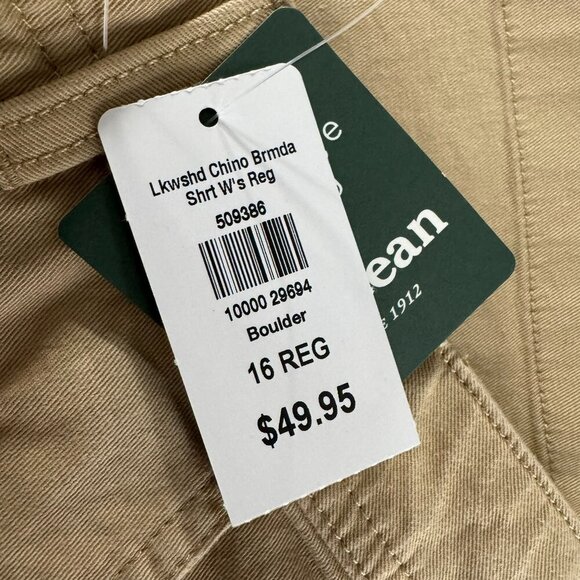 Lkwshd Chino Brmda
Shrt W's Reg
509386
10000 29694
Boulder
16 REG
$49.95
ean
1912